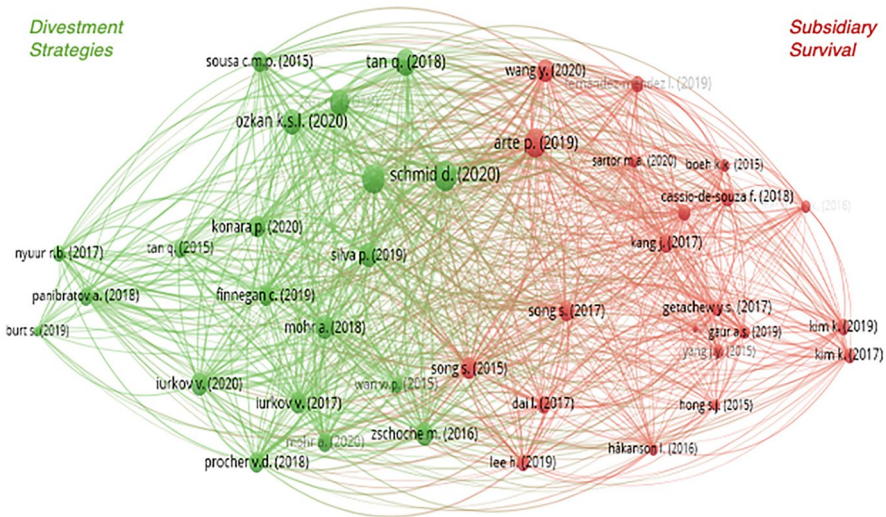 Divestment
Strategies
Subsidiary
Survival
sousa c.m.p. (2015)
tan q. (2018)
wang y. (2020)
fernández-méndez l. (2019)
ozkan k.s.l. (2020)
arte p. (2019)
sartor m.a. (2020)
boeh k.k. (2015)
schmid d. (2020)
cassio-de-souza f. (2018)
(2016)
konara p. (2020)
kang j. (2017)
nyuur r.b. (2017)
tan q. (2015)
silva p. (2019)
panibratov a. (2018)
finnegan c. (2019)
song s. (2017)
getachew y.s. (2017)
burt s. (2019)
mohr a. (2018)
gaur a.s. (2019)
kim k. (2019)
yang j.y. (2015)
kim k. (2017)
song s. (2015)
iurkov v. (2020)
wan w.p. (2015)
iurkov v. (2017)
dai l. (2017)
hong s.j. (2015)
mohr a. (2020)
zschoche m. (2016)
procher v.d. (2018)
lee h. (2019)
håkanson l. (2016)